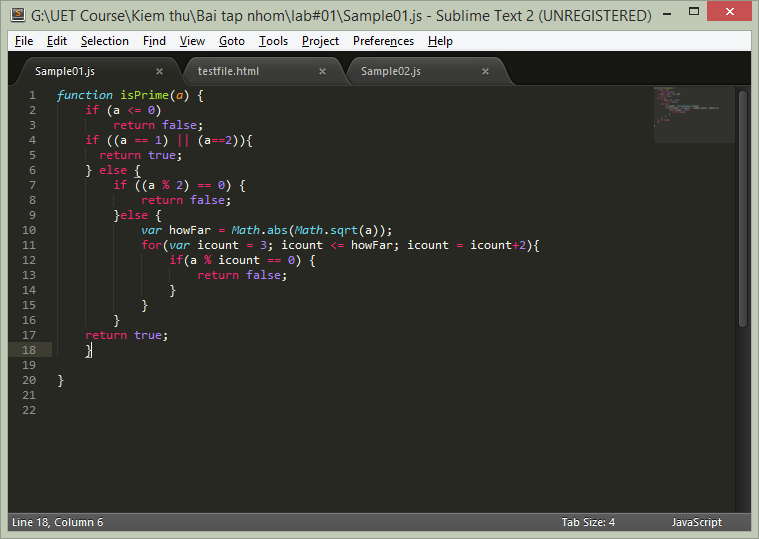 G:\UET Course\Kiem thu\Bai tap nhom\lab#01\Sample01.js - Sublime Text 2 (UNREGISTERED)
File Edit Selection Find View Goto Tools Project Preferences Help
Sample01.js × testfile.html × Sample02.js ×
1 function isPrime(a) {
2 if (a <= 0)
3 return false;
4 if ((a == 1) || (a==2)){
5 return true;
6 } else {
7 if ((a % 2) == 0) {
8 return false;
9 }else {
10 var howFar = Math.abs(Math.sqrt(a));
11 for(var icount = 3; icount <= howFar; icount = icount+2){
12 if(a % icount == 0) {
13 return false;
14 }
15 }
16 }
17 return true;
18 }
19
20 }
21
22
Line 18, Column 6 Tab Size: 4 JavaScript